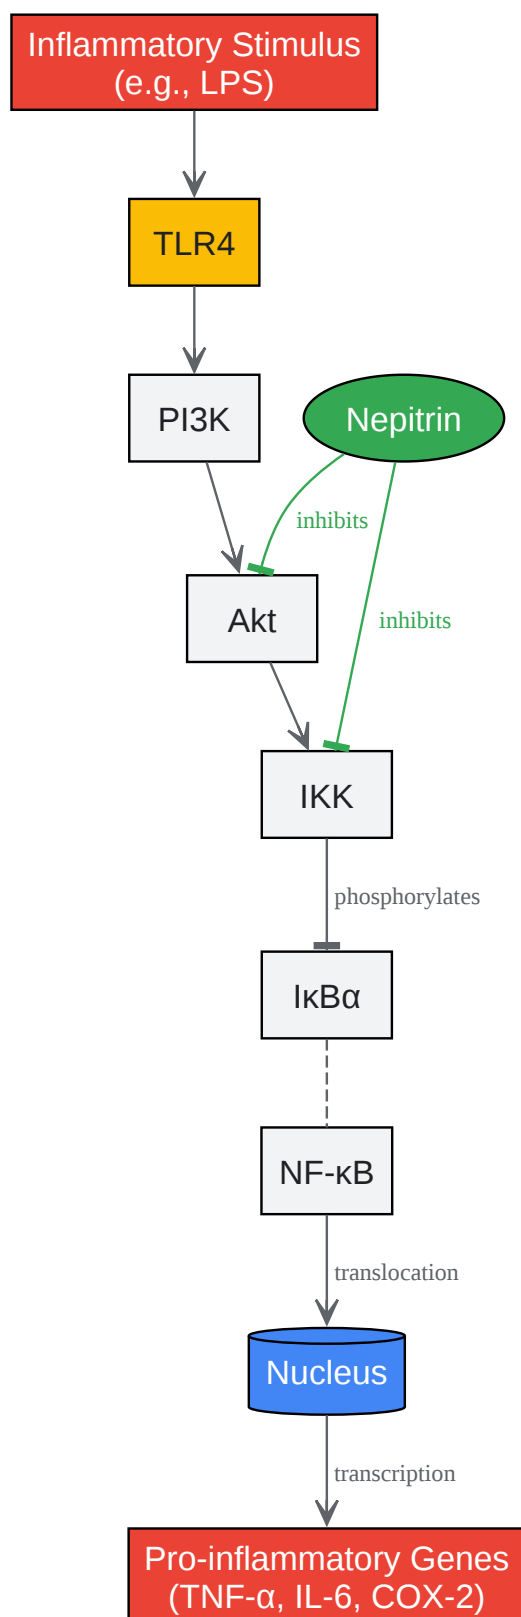 Inflammatory Stimulus
(e.g., LPS)
TLR4
PI3K
Nepitrin
inhibits
Akt
inhibits
IKK
phosphorylates
IκBα
NF-κB
translocation
Nucleus
transcription
Pro-inflammatory Genes
(TNF-α, IL-6, COX-2)